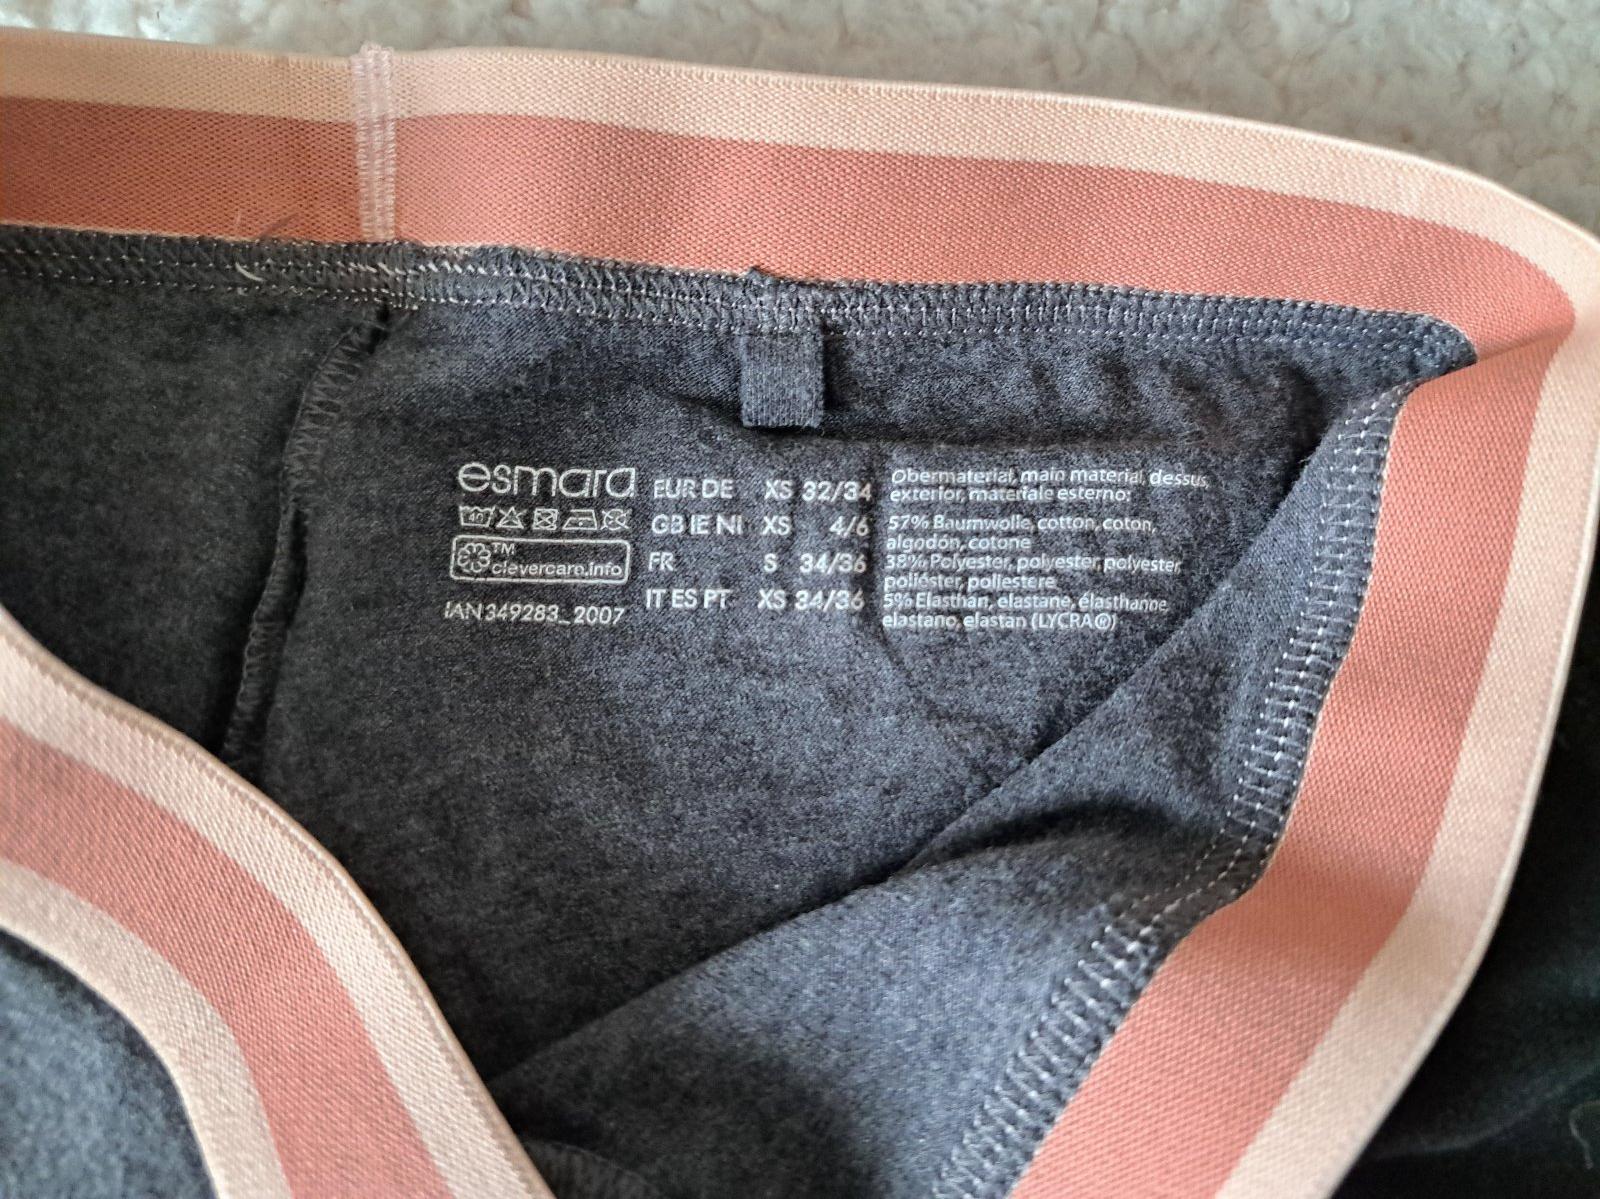 esmara
40
™
clevercare.info
IAN 349283_2007
EUR DE XS 32/34
GB IE NI XS 4/6
FR S 34/36
IT ES PT XS 34/36
Obermaterial, main material, dessus,
exterior, materiale esterno:
57% Baumwolle, cotton, coton,
algodón, cotone
38% Polyester, polyester, polyester
poliéster, poliestere
5% Elasthan, elastane, élasthanne
elastano, elastan (LYCRA®)